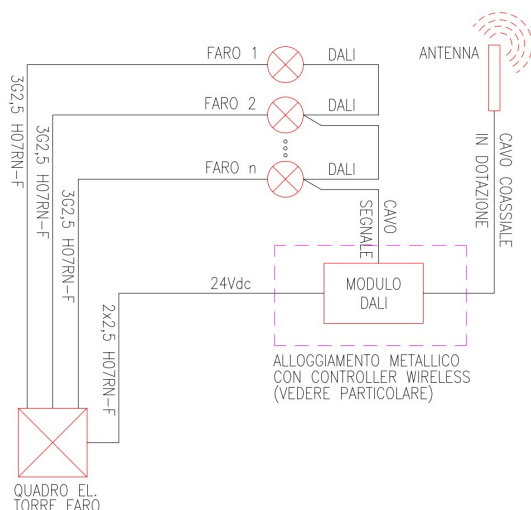 FARO 1
DALI
ANTENNA
FARO 2
DALI
FARO n
DALI
3G2,5 H07RN-F
3G2,5 H07RN-F
3G2,5 H07RN-F
CAVO
SEGNALE
CAVO COASSIALE
IN DOTAZIONE
24Vdc
2x2,5 H07RN-F
MODULO
DALI
ALLOGGIAMENTO METALLICO
CON CONTROLLER WIRELESS
(VEDERE PARTICOLARE)
QUADRO EL.
TORRE FARO